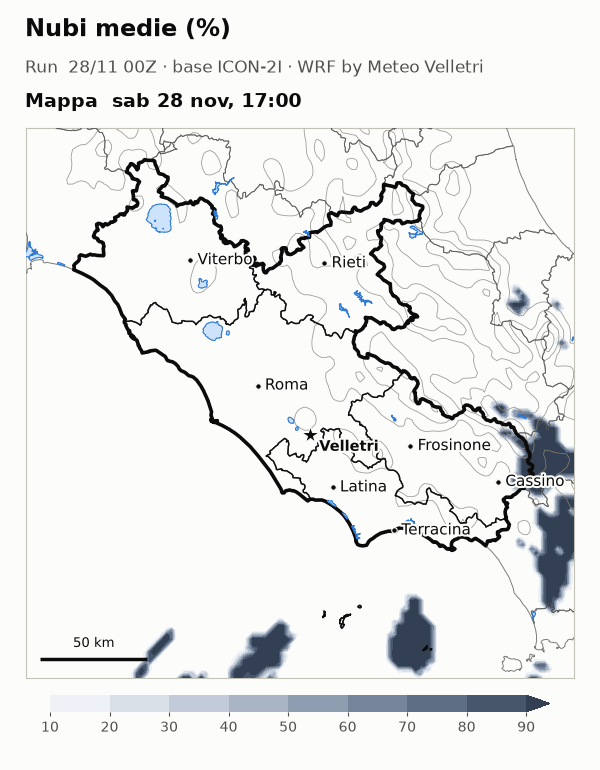 Nubi medie (%)
Run  28/11 00Z · base ICON-2I · WRF by Meteo Velletri
Mappa  sab 28 nov, 17:00
Viterbo
Rieti
Roma
Velletri
Frosinone
Latina
Cassino
Terracina
50 km
10 20 30 40 50 60 70 80 90